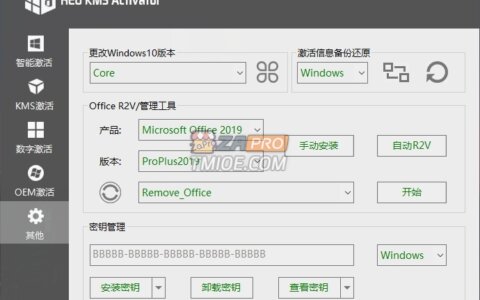 HEU KMS Activator
智能激活
KMS激活
数字激活
OEM激活
其他
更改Windows10版本
Core
激活信息备份还原
Windows
Office R2V/管理工具
产品:
Microsoft Office 2019
手动安装
自动R2V
版本:
ProPlus2019
Remove_Office
开始
ZAPRO
1MIOE.COM
密钥管理
BBBBB-BBBBB-BBBBB-BBBBB-BBBBB
Windows
安装密钥
卸载密钥
查看密钥